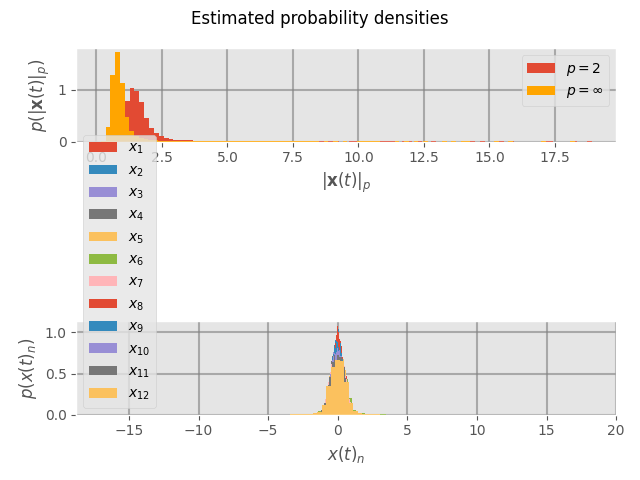 Estimated probability densities
p(|x(t)|ₚ)
1
0
p = 2
p = ∞
0.0 2.5 5.0 7.5 10.0 12.5 15.0 17.5
|x(t)|ₚ
x₁
x₂
x₃
x₄
x₅
x₆
x₇
x₈
x₉
x₁₀
x₁₁
x₁₂
p(x(t)ₙ)
1.0
0.5
0.0
−15 −10 −5 0 5 10 15 20
x(t)ₙ